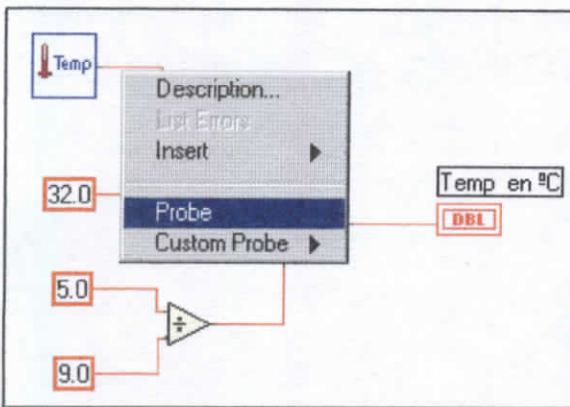 Temp
Description...
List Errors
Insert
32.0
Temp en ºC
Probe
DBL
Custom Probe
5.0
÷
9.0